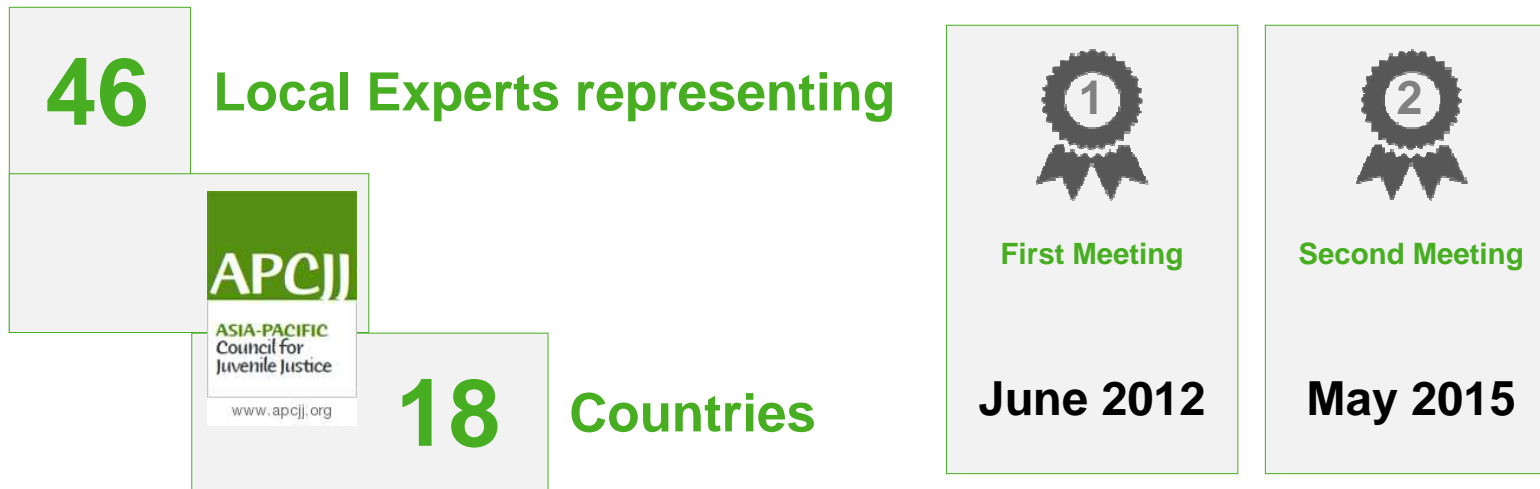 46
Local Experts representing
APCJJ
ASIA-PACIFIC
Council for
Juvenile Justice
www.apcjj.org
18
Countries
1
First Meeting
June 2012
2
Second Meeting
May 2015